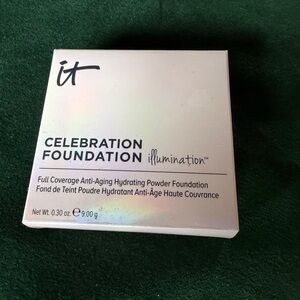 it
CELEBRATION
FOUNDATION illumination™
Full Coverage Anti-Aging Hydrating Powder Foundation
Fond de Teint Poudre Hydratant Anti-Âge Haute Couvrance
Net Wt. 0.30 oz. ℮ 9.00 g